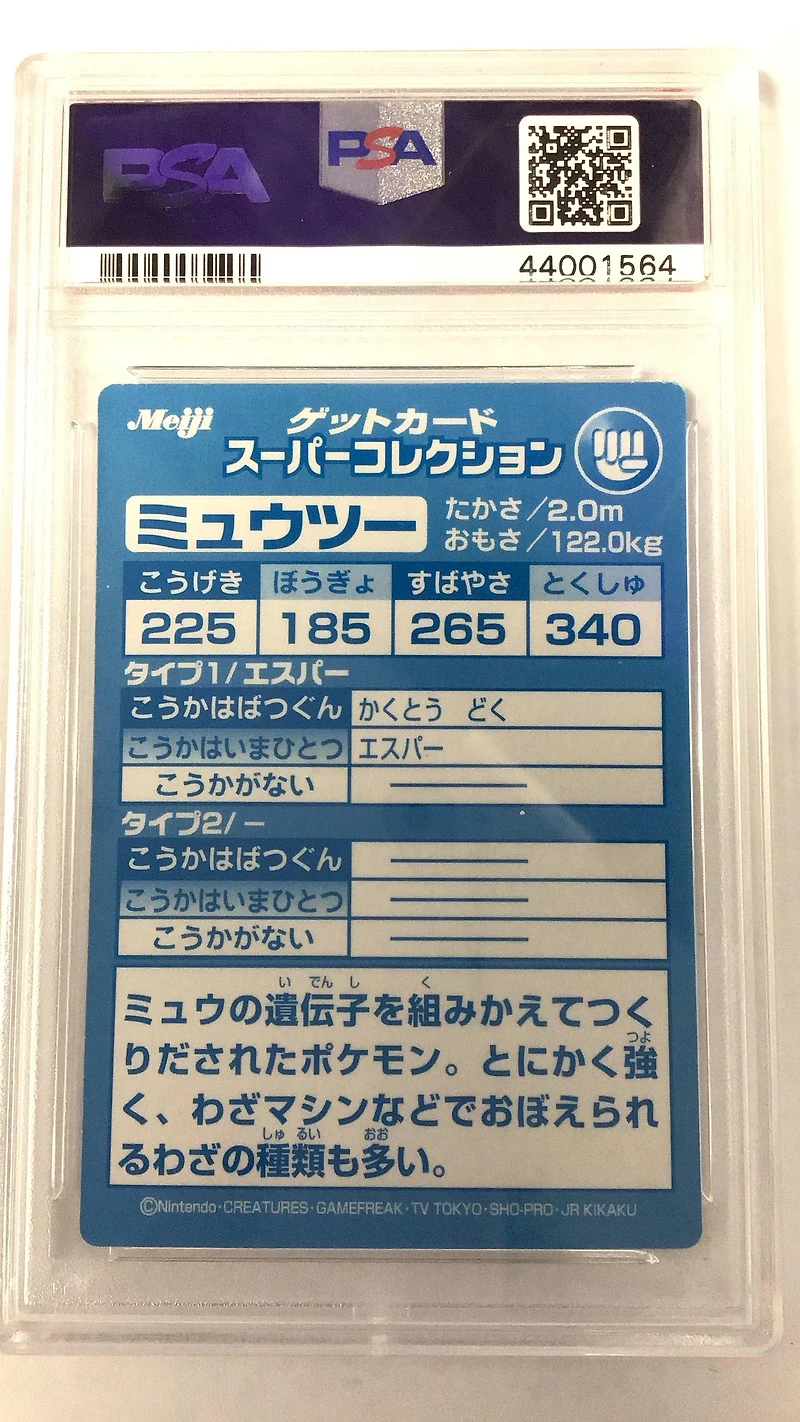 PSA
PSA
44001564
Meiji
ゲットカード
スーパーコレクション
ミュウツー
たかさ/2.0m
おもさ/122.0kg
こうげき ぼうぎょ すばやさ とくしゅ
225 185 265 340
タイプ1/エスパー
こうかはばつぐん かくとう どく
こうかはいまひとつ エスパー
こうかがない ―
タイプ2/ー
こうかはばつぐん ―
こうかはいまひとつ ―
こうかがない ―
い でん し く
ミュウの遺伝子を組みかえてつく
つよ
りだされたポケモン。とにかく強
く、わざマシンなどでおぼえられ
しゅ るい おお
るわざの種類も多い。
©Nintendo・CREATURES・GAMEFREAK・TV TOKYO・SHO-PRO・JR KIKAKU